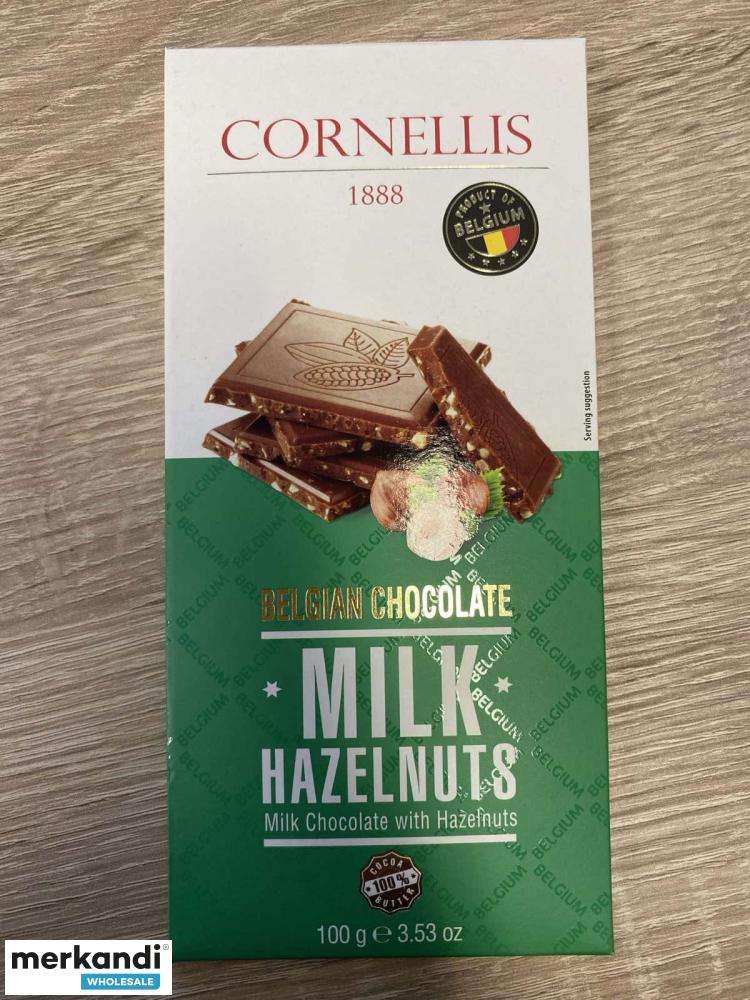 CORNELLIS
1888
PRODUCT OF
BELGIUM
Serving suggestion
BELGIAN CHOCOLATE
MILK
HAZELNUTS
Milk Chocolate with Hazelnuts
COCOA
100%
BUTTER
100 g ℮ 3.53 oz
merkandi®
WHOLESALE